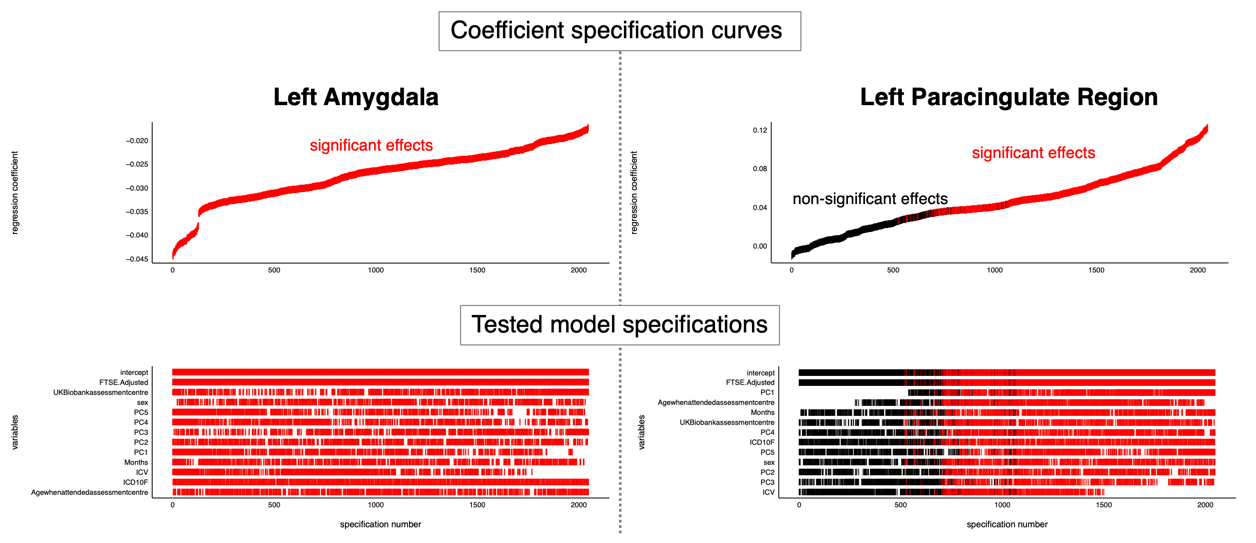 Coefficient specification curves
Left Amygdala
significant effects
regression coefficient
−0.020
−0.025
−0.030
−0.035
−0.040
−0.045
0
500
1000
1500
2000
Left Paracingulate Region
significant effects
non-significant effects
regression coefficient
0.12
0.08
0.04
0.00
0
500
1000
1500
2000
Tested model specifications
variables
intercept
FTSE.Adjusted
UKBiobankassessmentcentre
sex
PC5
PC4
PC3
PC2
PC1
Months
ICV
ICD10F
Agewhenattendedassessmentcentre
0
500
1000
1500
2000
specification number
variables
intercept
FTSE.Adjusted
PC1
Agewhenattendedassessmentcentre
Months
UKBiobankassessmentcentre
PC4
ICD10F
PC5
sex
PC2
PC3
ICV
0
500
1000
1500
2000
specification number